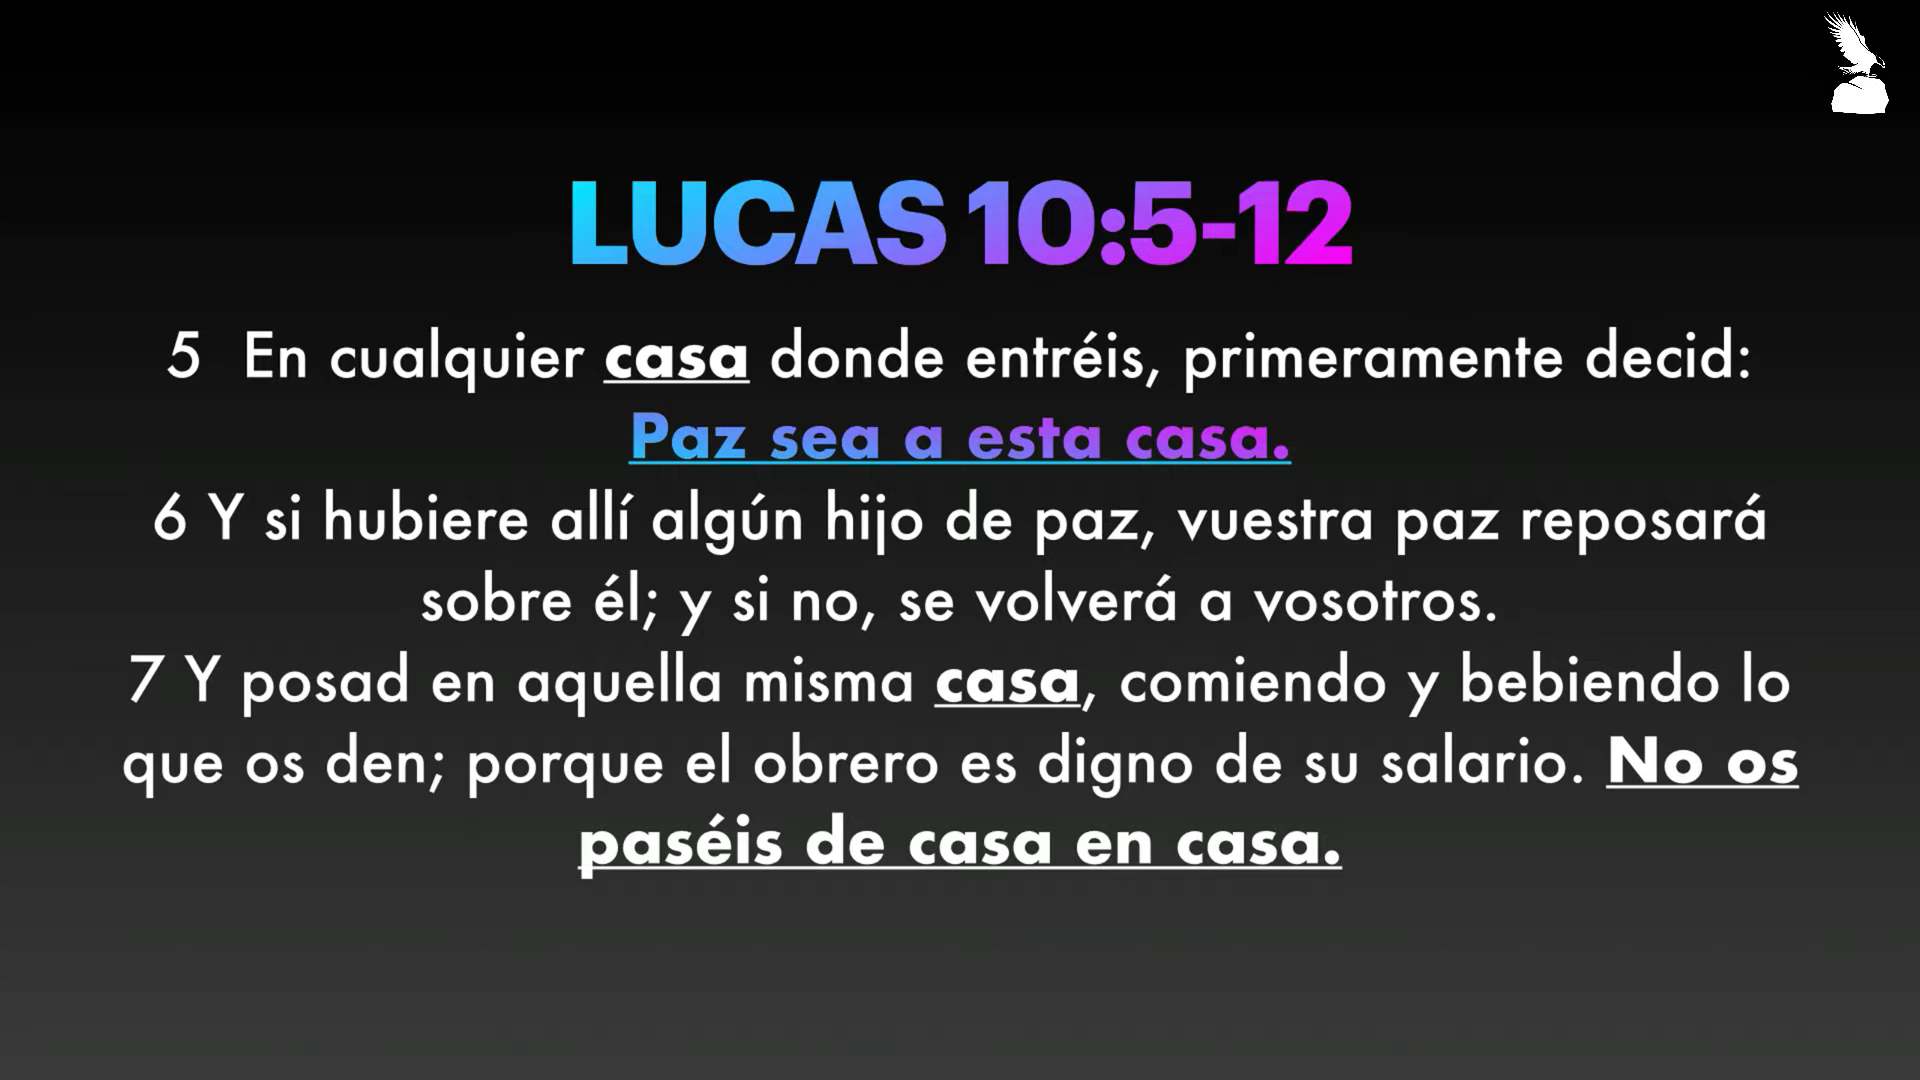 LUCAS 10:5-12
5 En cualquier casa donde entréis, primeramente decid:
Paz sea a esta casa.
6 Y si hubiere allí algún hijo de paz, vuestra paz reposará
sobre él; y si no, se volverá a vosotros.
7 Y posad en aquella misma casa, comiendo y bebiendo lo
que os den; porque el obrero es digno de su salario. No os
paséis de casa en casa.